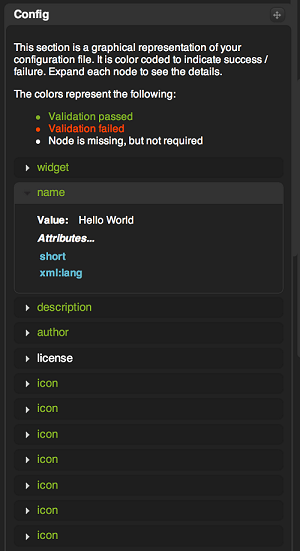 Config
This section is a graphical representation of your
configuration file. It is color coded to indicate success /
failure. Expand each node to see the details.
The colors represent the following:
Validation passed
Validation failed
Node is missing, but not required
widget
name
Value: Hello World
Attributes...
short
xml:lang
description
author
license
icon
icon
icon
icon
icon
icon
icon